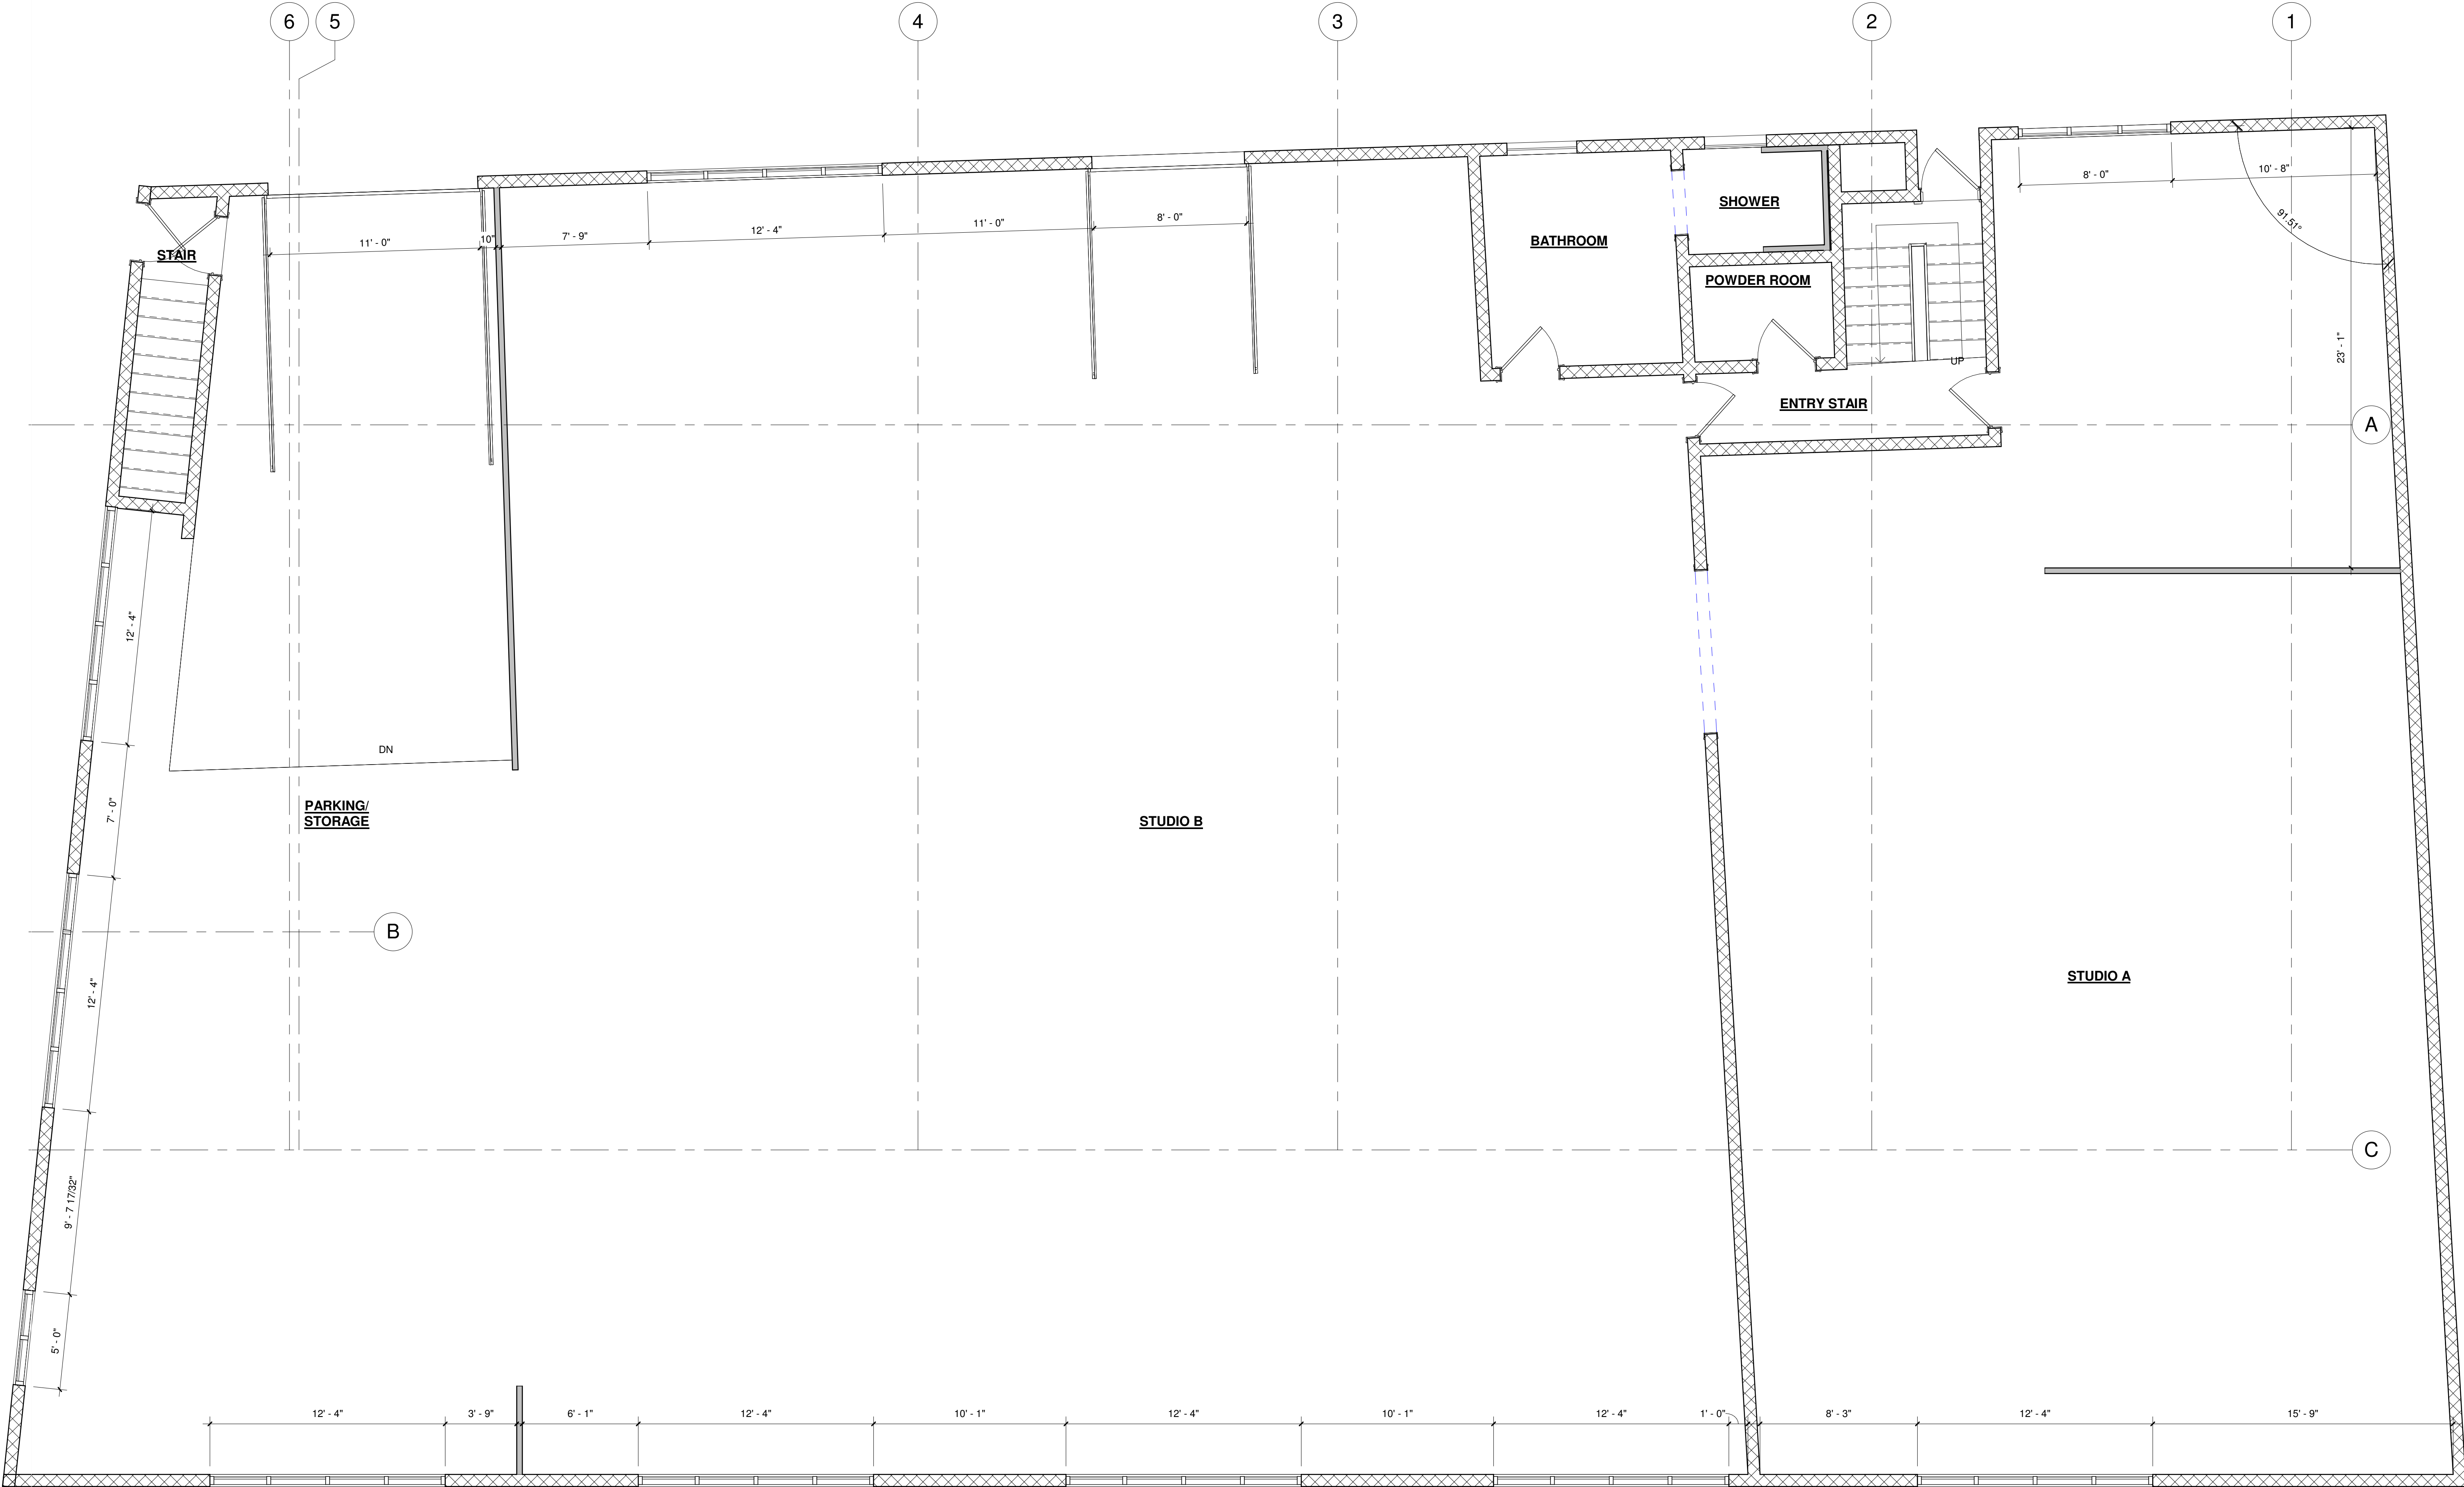 6
5
4
3
2
1
8' - 0"
10' - 8"
91.51°
SHOWER
8' - 0"
11' - 0"
12' - 4"
7' - 9"
10"
11' - 0"
BATHROOM
STAIR
POWDER ROOM
UP
23' - 1"
ENTRY STAIR
A
12' - 4"
DN
PARKING/
STORAGE
7' - 0"
STUDIO B
B
STUDIO A
12' - 4"
C
9' - 7 17/32"
5' - 0"
12' - 4"
3' - 9"
6' - 1"
12' - 4"
10' - 1"
12' - 4"
10' - 1"
12' - 4"
1' - 0"
8' - 3"
12' - 4"
15' - 9"